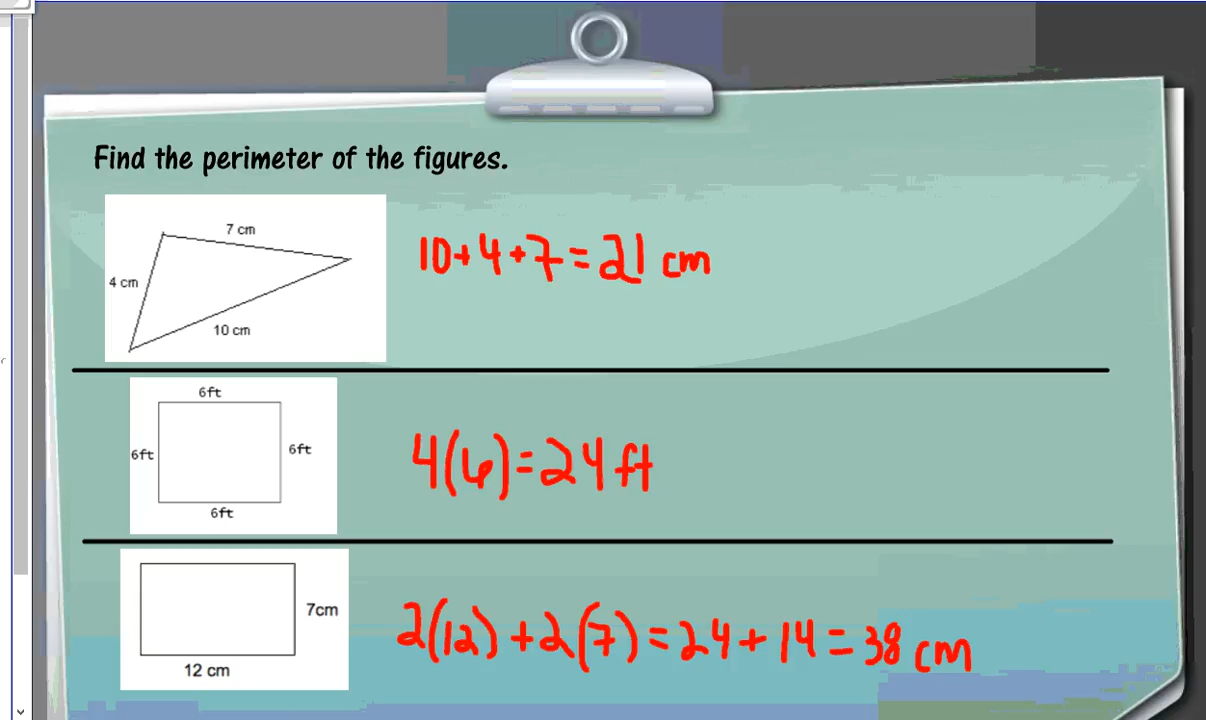 Find the perimeter of the figures.
7 cm
4 cm
10 cm
10+4+7=21 cm
6ft
6ft
6ft
6ft
4(6)=24 ft
7cm
12 cm
2(12)+2(7)=24+14=38 cm